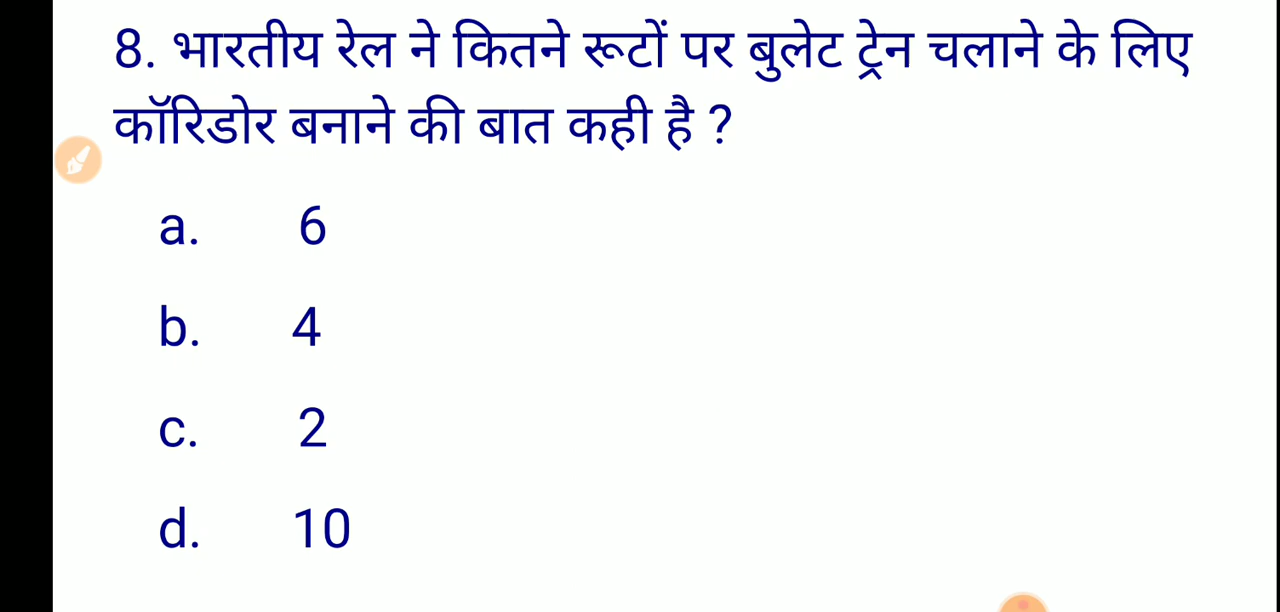 8. भारतीय रेल ने कितने रूटों पर बुलेट ट्रेन चलाने के लिए
कॉरिडोर बनाने की बात कही है ?
a. 6
b. 4
c. 2
d. 10